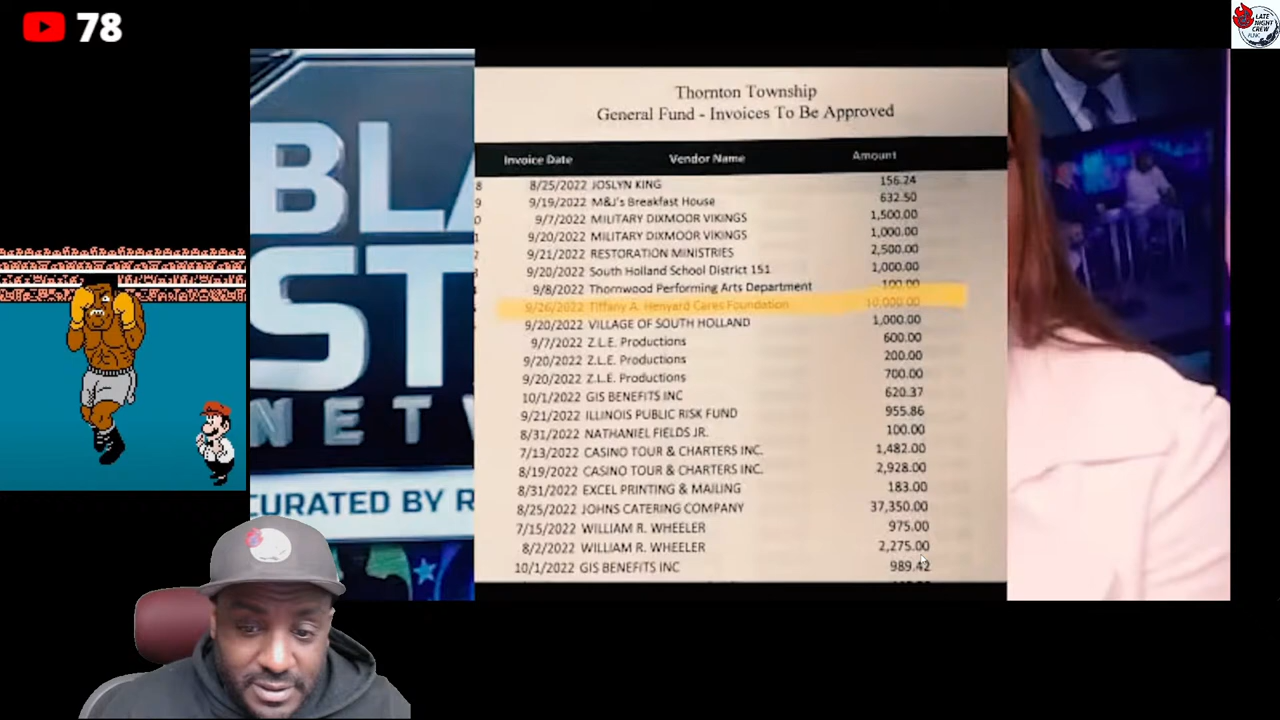 78
LATE
NIGHT
CREW
BLA
ST
NETW
CURATED BY R
Thornton Township
General Fund - Invoices To Be Approved
Invoice Date Vendor Name Amount
8 8/25/2022 JOSLYN KING 156.24
9 9/19/2022 M&J's Breakfast House 632.50
0 9/7/2022 MILITARY DIXMOOR VIKINGS 1,500.00
1 9/20/2022 MILITARY DIXMOOR VIKINGS 1,000.00
2 9/21/2022 RESTORATION MINISTRIES 2,500.00
3 9/20/2022 South Holland School District 151 1,000.00
9/8/2022 Thornwood Performing Arts Department 100.00
9/26/2022 Tiffany A. Henyard Cares Foundation 10,000.00
9/20/2022 VILLAGE OF SOUTH HOLLAND 1,000.00
9/7/2022 Z.L.E. Productions 600.00
9/20/2022 Z.L.E. Productions 200.00
9/20/2022 Z.L.E. Productions 700.00
10/1/2022 GIS BENEFITS INC 620.37
9/21/2022 ILLINOIS PUBLIC RISK FUND 955.86
8/31/2022 NATHANIEL FIELDS JR. 100.00
7/13/2022 CASINO TOUR & CHARTERS INC. 1,482.00
8/19/2022 CASINO TOUR & CHARTERS INC. 2,928.00
8/31/2022 EXCEL PRINTING & MAILING 183.00
8/25/2022 JOHNS CATERING COMPANY 37,350.00
7/15/2022 WILLIAM R. WHEELER 975.00
8/2/2022 WILLIAM R. WHEELER 2,275.00
10/1/2022 GIS BENEFITS INC 989.42